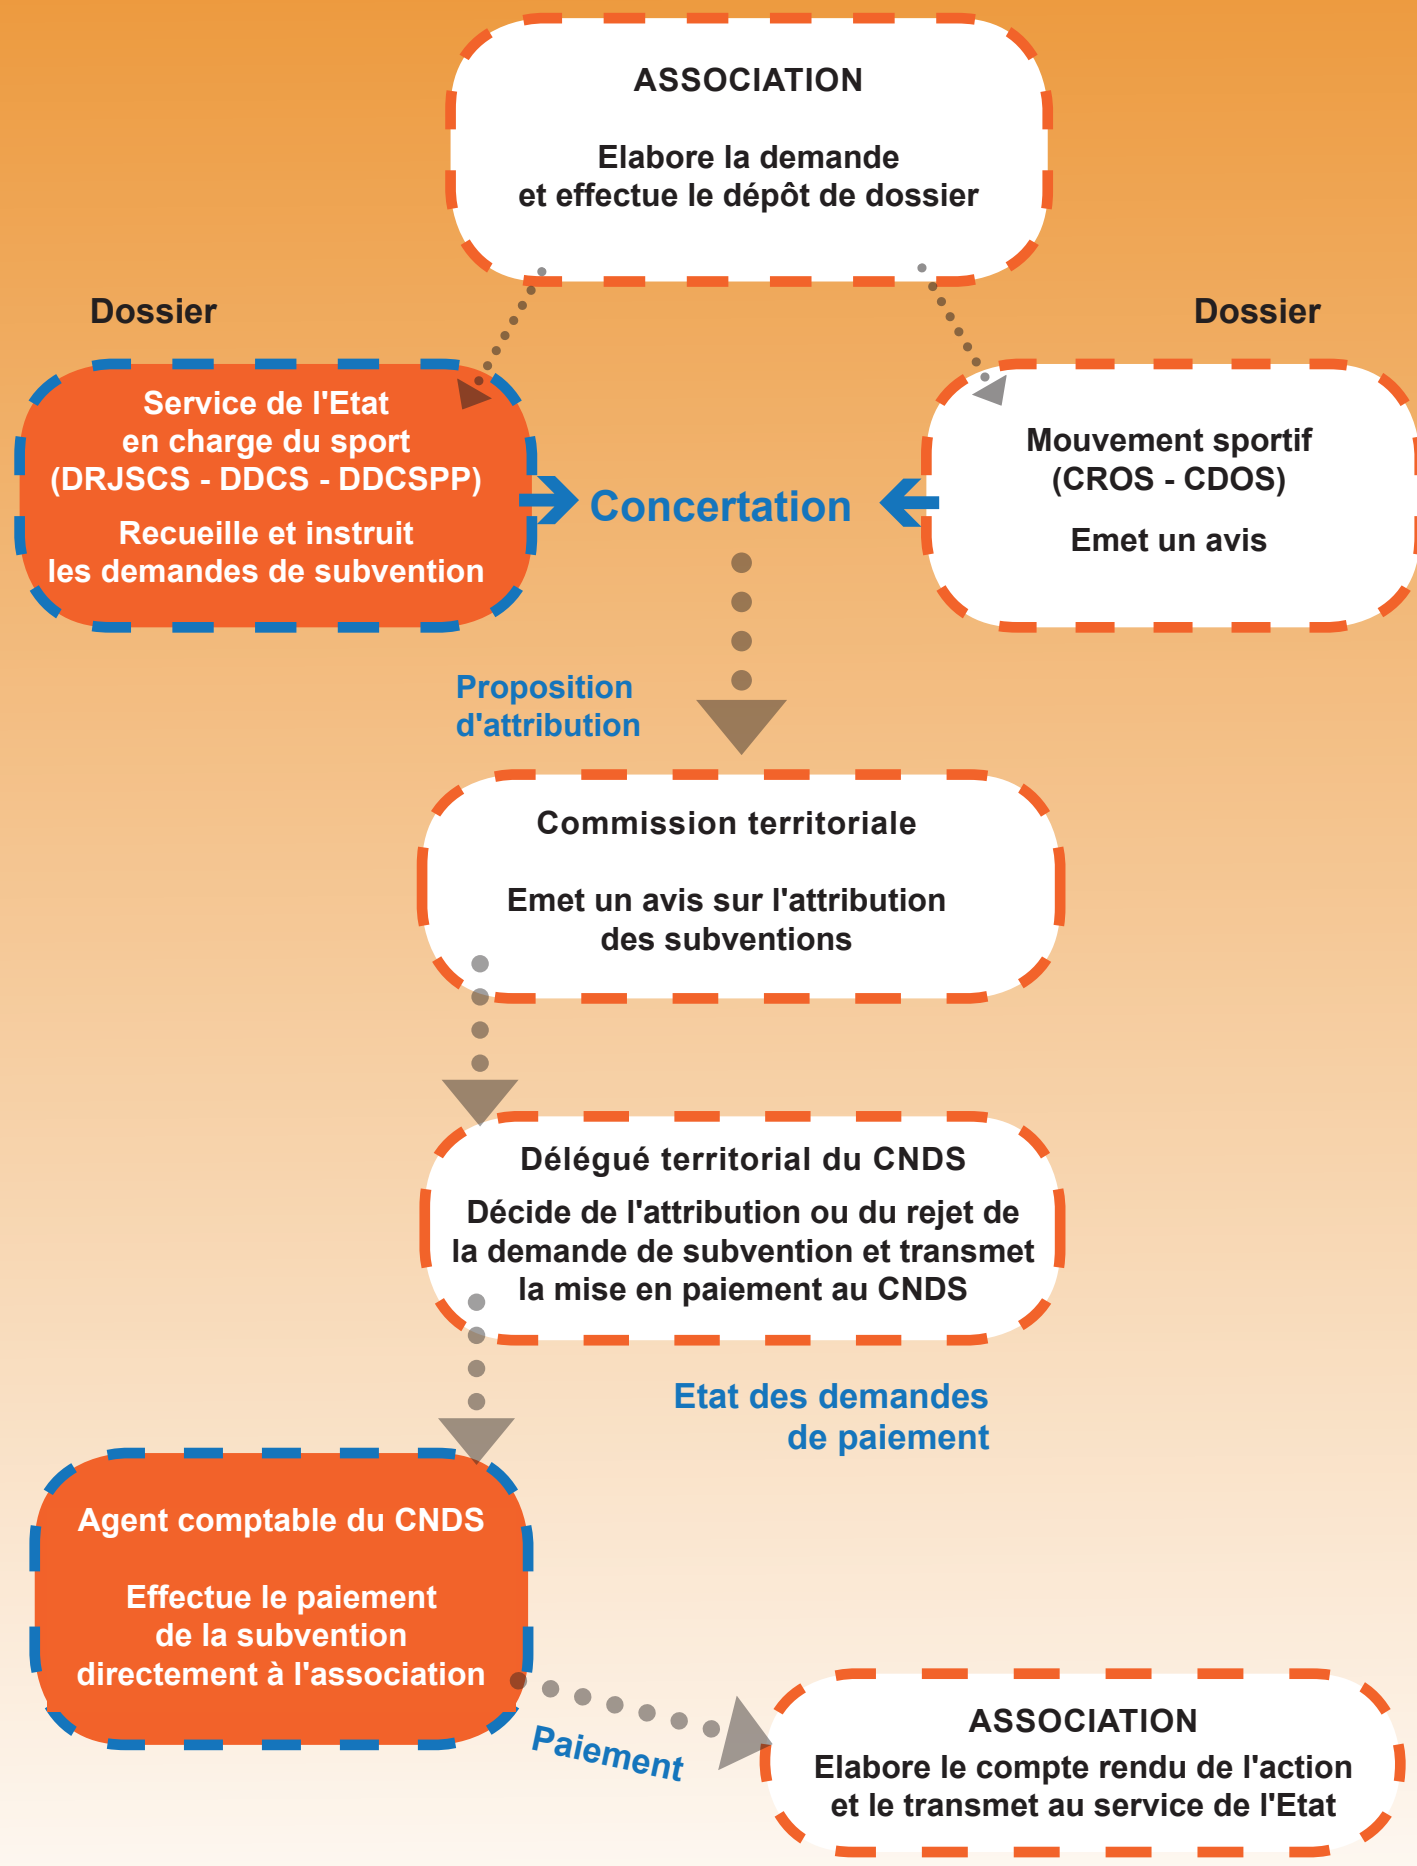 ASSOCIATION
Elabore la demande
et effectue le dépôt de dossier
Dossier
Dossier
Service de l'Etat
en charge du sport
(DRJSCS - DDCS - DDCSPP)
Recueille et instruit
les demandes de subvention
Concertation
Mouvement sportif
(CROS - CDOS)
Emet un avis
Proposition
d'attribution
Commission territoriale
Emet un avis sur l'attribution
des subventions
Délégué territorial du CNDS
Décide de l'attribution ou du rejet de
la demande de subvention et transmet
la mise en paiement au CNDS
Etat des demandes
de paiement
Agent comptable du CNDS
Effectue le paiement
de la subvention
directement à l'association
Paiement
ASSOCIATION
Elabore le compte rendu de l'action
et le transmet au service de l'Etat